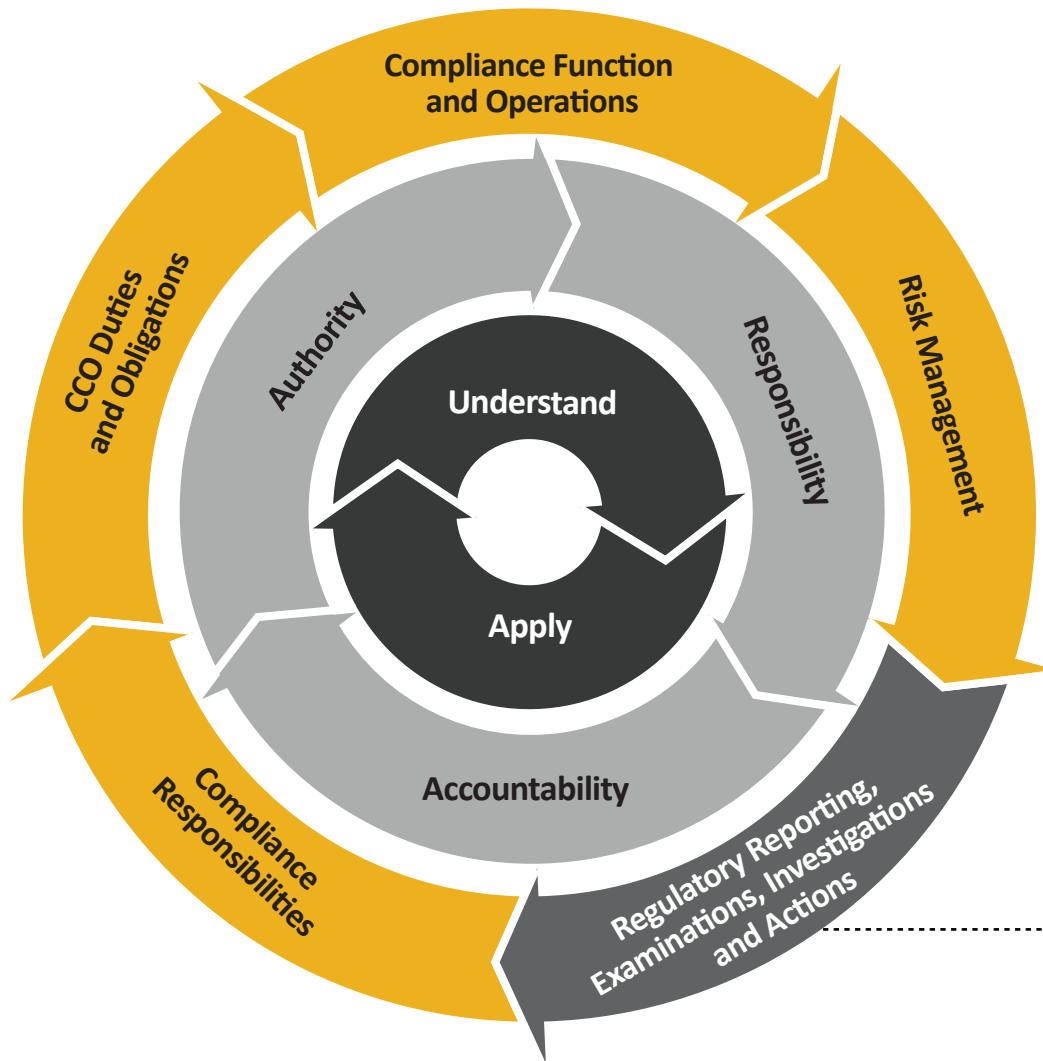 Compliance Function
and Operations
Risk Management
Regulatory Reporting,
Examinations, Investigations
and Actions
Compliance
Responsibilities
CCO Duties
and Obligations
Authority
Responsibility
Accountability
Understand
Apply